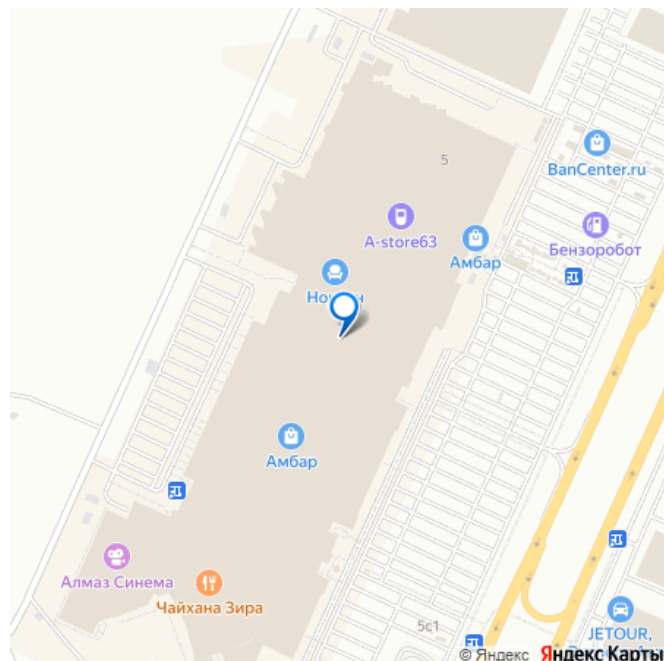 5
BanCenter.ru
A-store63
Амбар
Бензоробот
Амбар
Алмаз Синема
Чайхана Зира
5с1
JETOUR,
© Яндекс Яндекс Карты